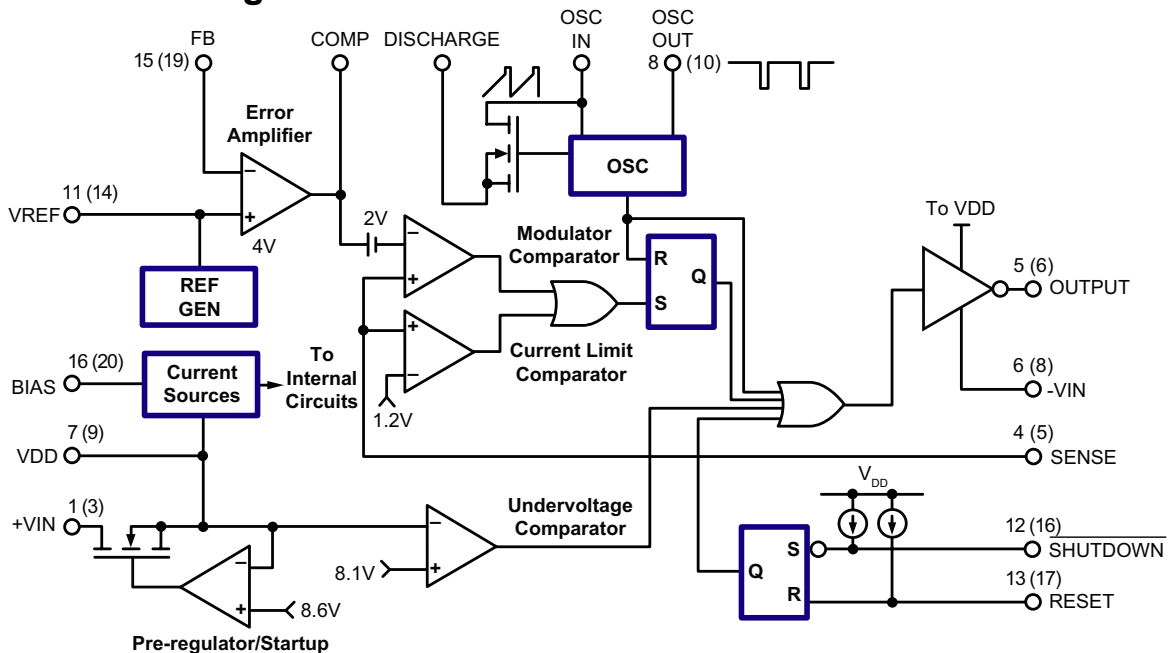 FB
15 (19)
COMP
DISCHARGE
OSC
IN
OSC
OUT
8
(10)
Error
Amplifier
OSC
11 (14)
VREF
−
+
4V
2V
−
+
Modulator
Comparator
R
S
Q
To VDD
5 (6)
OUTPUT
REF
GEN
16 (20)
BIAS
Current
Sources
To
Internal
Circuits
+
−
1.2V
Current Limit
Comparator
6 (8)
-VIN
7 (9)
VDD
4 (5)
SENSE
1 (3)
+VIN
−
+
8.6V
Pre-regulator/Startup
8.1V
−
+
Undervoltage
Comparator
VDD
Q
S
R
12 (16)
SHUTDOWN
13 (17)
RESET